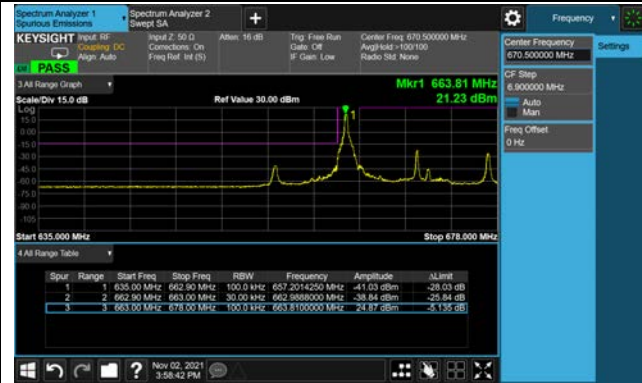 Spectrum Analyzer 1
Spurious Emissions
Spectrum Analyzer 2
Swept SA
Frequency
KEYSIGHT Input: RF
Coupling: DC
Align: Auto
Input Z: 50 Ω
Corrections: On
Freq Ref: Int (S)
Atten: 16 dB
Trig: Free Run
Gate: Off
IF Gain: Low
Center Freq: 670.500000 MHz
Avg|Hold:>100/100
Radio Std: None
PASS
Center Frequency
670.500000 MHz
Settings
CF Step
6.900000 MHz
Auto
Man
Freq Offset
0 Hz
3 All Range Graph
Mkr1 663.81 MHz
21.23 dBm
Scale/Div 15.0 dB
Ref Value 30.00 dBm
Log
15.0
0.00
-15.0
-30.0
-45.0
-60.0
-75.0
-90.0
-105
1
Start 635.000 MHz
Stop 678.000 MHz
4 All Range Table
Spur Range Start Freq Stop Freq RBW Frequency Amplitude ΔLimit
1 1 635.00 MHz 662.90 MHz 100.0 kHz 657.2014250 MHz -41.03 dBm -28.03 dB
2 2 662.90 MHz 663.00 MHz 30.00 kHz 662.9888000 MHz -38.84 dBm -25.84 dB
3 3 663.00 MHz 678.00 MHz 100.0 kHz 663.8100000 MHz 24.87 dBm -5.135 dB
Nov 02, 2021
3:58:42 PM